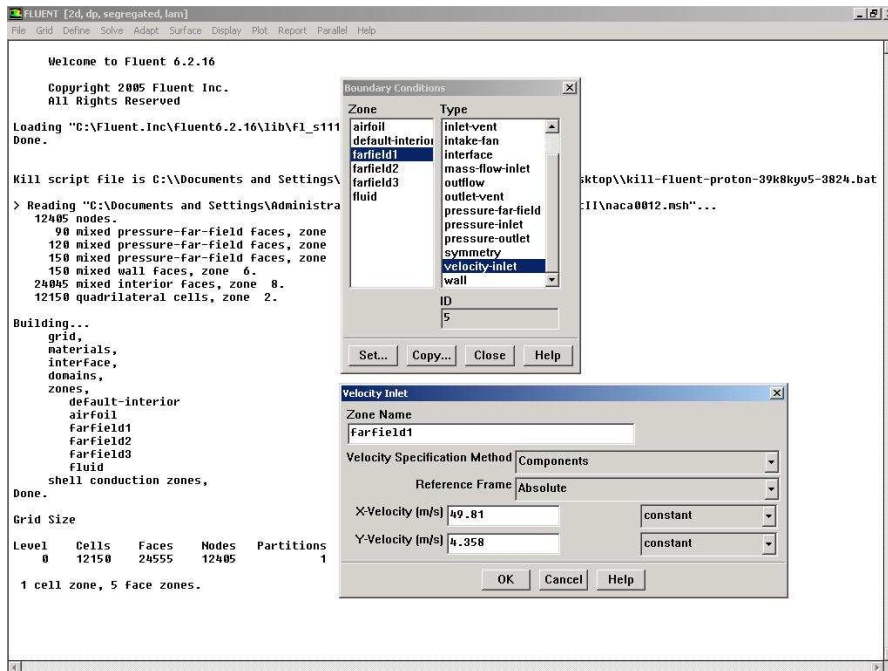 FLUENT [2d, dp, segregated, lam]
File Grid Define Solve Adapt Surface Display Plot Report Parallel Help
Welcome to Fluent 6.2.16
Copyright 2005 Fluent Inc.
All Rights Reserved
Loading "C:\Fluent.Inc\fluent6.2.16\lib\fl_s111
Done.
Kill script file is C:\\Documents and Settings\
sktop\\kill-fluent-proton-39k8kyv5-3824.bat
> Reading "C:\Documents and Settings\Administra
tII\naca0012.msh"...
12405 nodes.
90 mixed pressure-far-field faces, zone
120 mixed pressure-far-field faces, zone
150 mixed pressure-far-field faces, zone
150 mixed wall faces, zone 6.
24045 mixed interior faces, zone 8.
12150 quadrilateral cells, zone 2.
Building...
grid,
materials,
interface,
domains,
zones,
default-interior
airfoil
farfield1
farfield2
farfield3
fluid
shell conduction zones,
Done.
Grid Size
Level Cells Faces Nodes Partitions
0 12150 24555 12405 1
1 cell zone, 5 face zones.
Boundary Conditions
Zone
airfoil
default-interior
farfield1
farfield2
farfield3
fluid
Type
inlet-vent
intake-fan
interface
mass-flow-inlet
outflow
outlet-vent
pressure-far-field
pressure-inlet
pressure-outlet
symmetry
velocity-inlet
wall
ID
5
Set... Copy... Close Help
Velocity Inlet
Zone Name
farfield1
Velocity Specification Method Components
Reference Frame Absolute
X-Velocity (m/s) 49.81 constant
Y-Velocity (m/s) 4.358 constant
OK Cancel Help